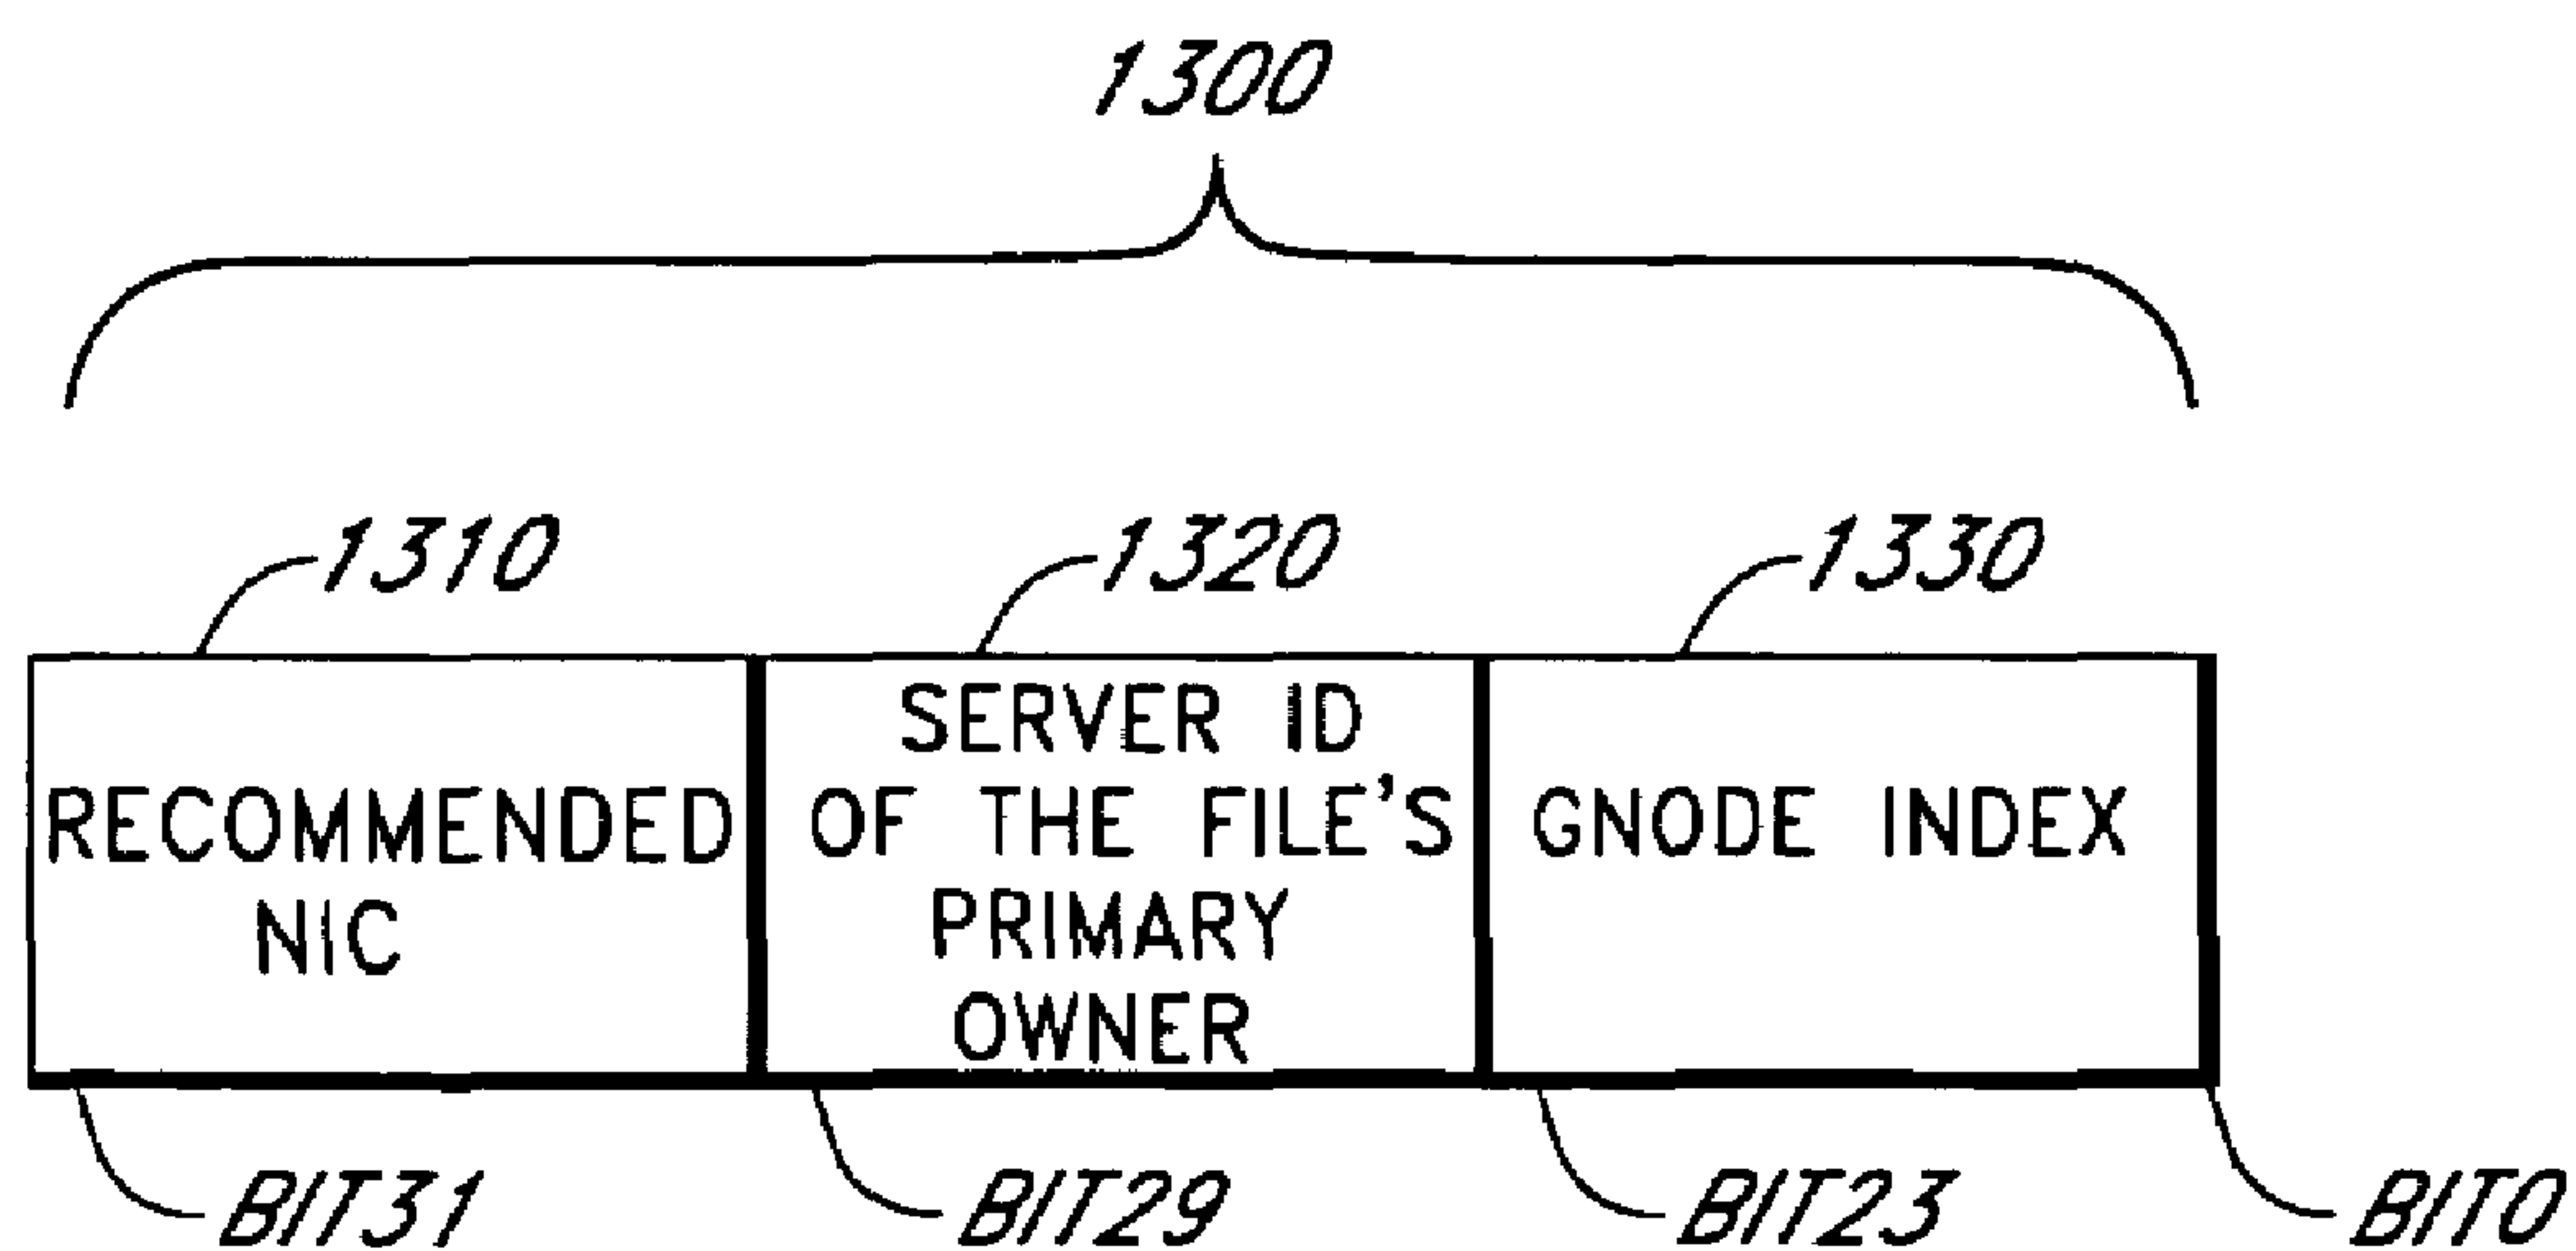 1300
1310
1320
1330
RECOMMENDED
NIC
SERVER ID
OF THE FILE'S
PRIMARY
OWNER
GNODE INDEX
BIT31
BIT29
BIT23
BIT0